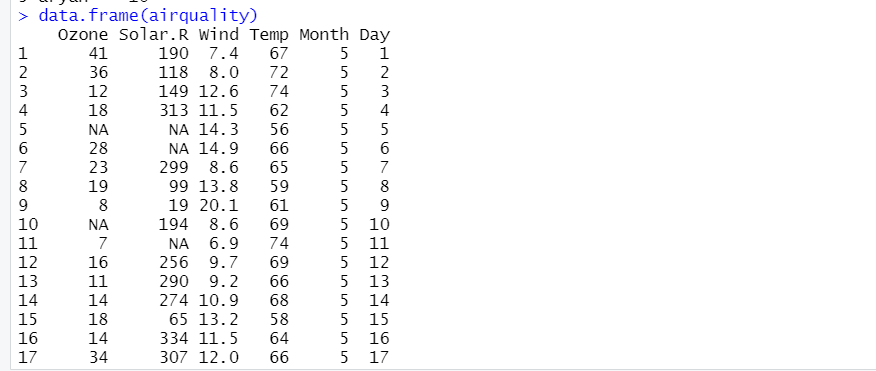 > data.frame(airquality)
Ozone Solar.R Wind Temp Month Day
1 41 190 7.4 67 5 1
2 36 118 8.0 72 5 2
3 12 149 12.6 74 5 3
4 18 313 11.5 62 5 4
5 NA NA 14.3 56 5 5
6 28 NA 14.9 66 5 6
7 23 299 8.6 65 5 7
8 19 99 13.8 59 5 8
9 8 19 20.1 61 5 9
10 NA 194 8.6 69 5 10
11 7 NA 6.9 74 5 11
12 16 256 9.7 69 5 12
13 11 290 9.2 66 5 13
14 14 274 10.9 68 5 14
15 18 65 13.2 58 5 15
16 14 334 11.5 64 5 16
17 34 307 12.0 66 5 17